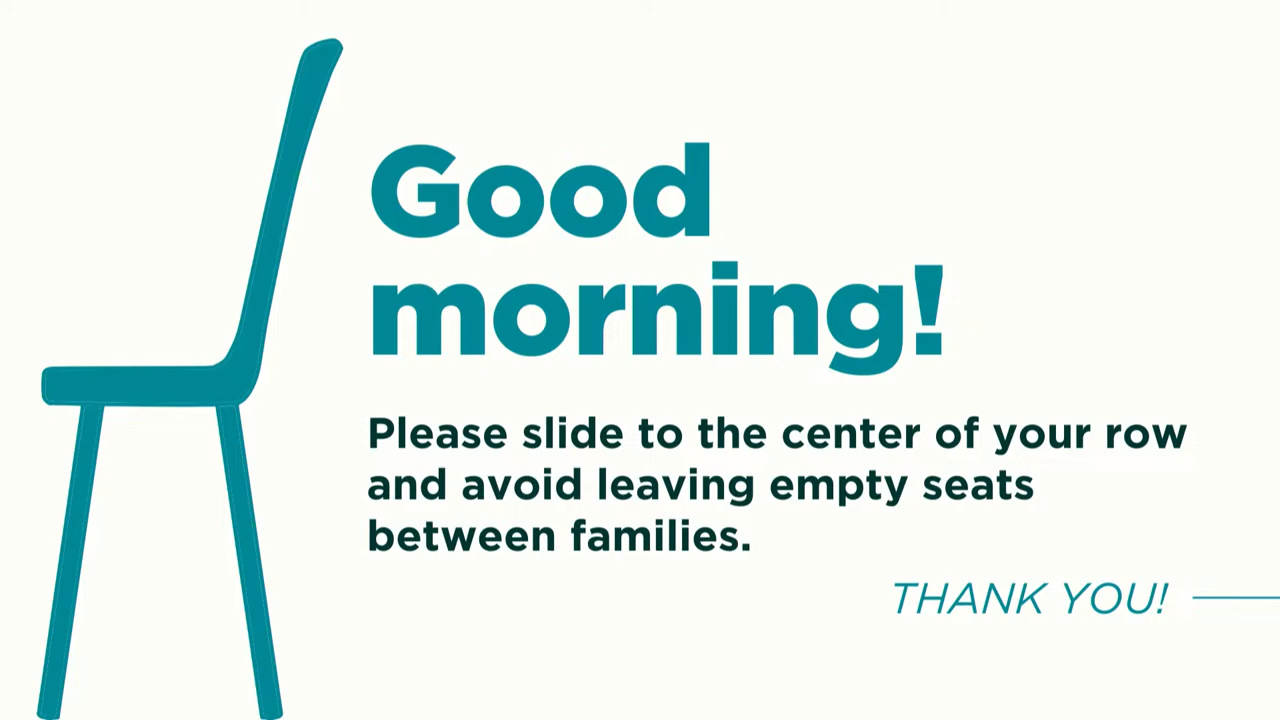 Good
morning!
Please slide to the center of your row
and avoid leaving empty seats
between families.
THANK YOU!